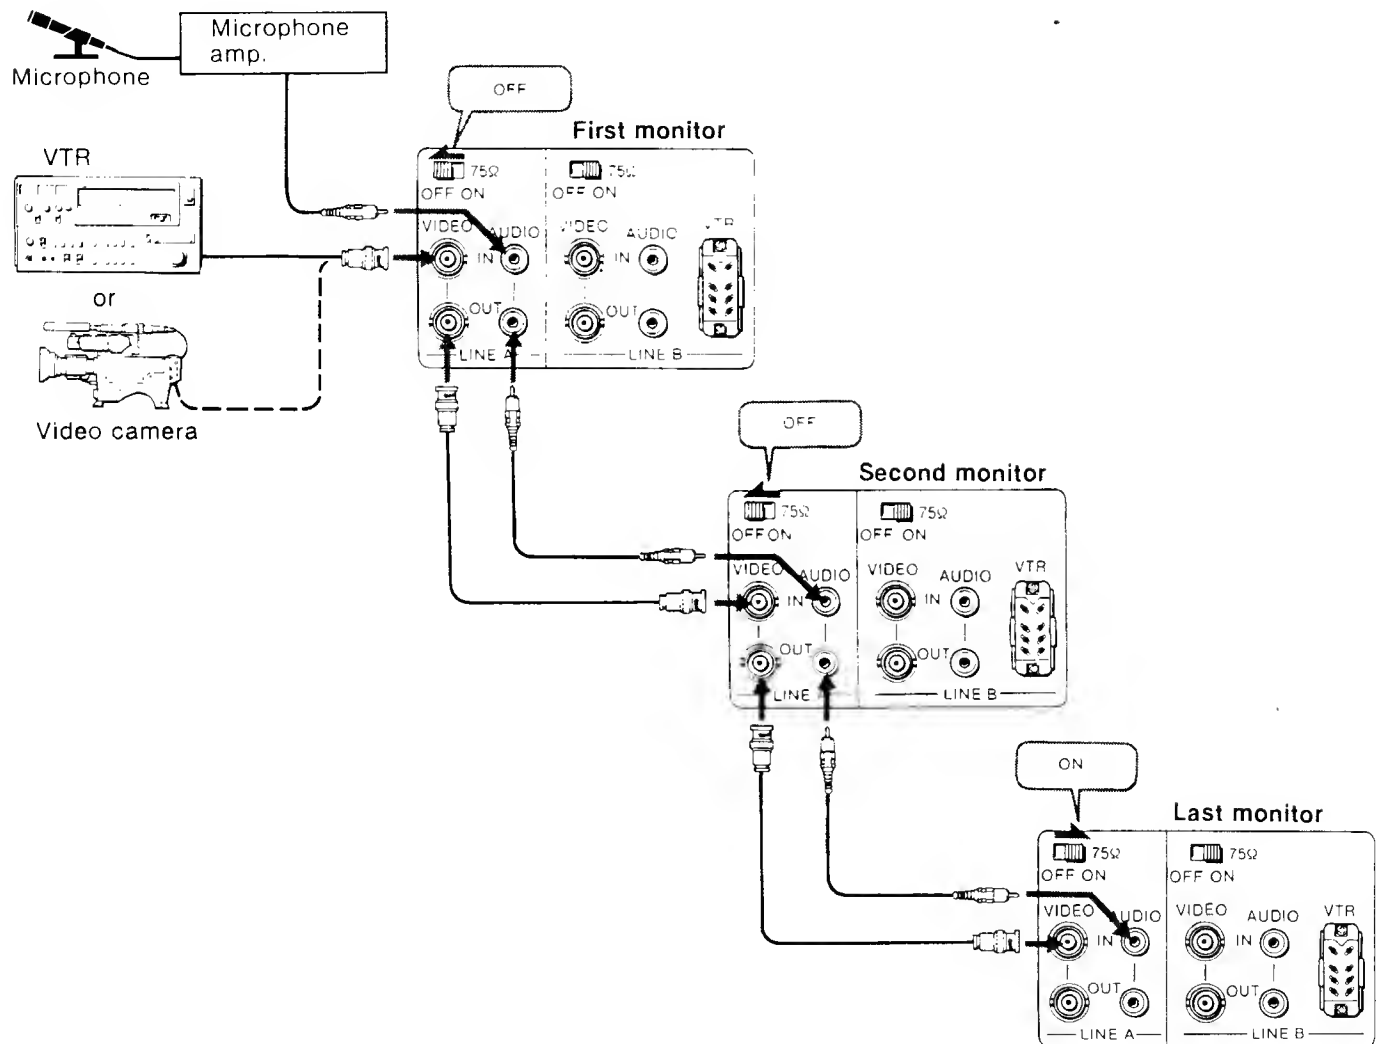 Microphone
amp.
Microphone
VTR
or
Video camera
OFF
First monitor
75Ω
OFF ON
VIDEO
AUDIO
IN
OUT
LINE A
OFF ON
VIDEO
AUDIO
IN
OUT
LINE B
VTR
OFF
Second monitor
75Ω
OFF ON
VIDEO
AUDIO
IN
OUT
LINE
75Ω
OFF ON
VIDEO
AUDIO
IN
OUT
LINE B
VTR
ON
Last monitor
75Ω
OFF ON
VIDEO
AUDIO
IN
OUT
LINE A
75Ω
OFF ON
VIDEO
AUDIO
IN
OUT
LINE B
VTR